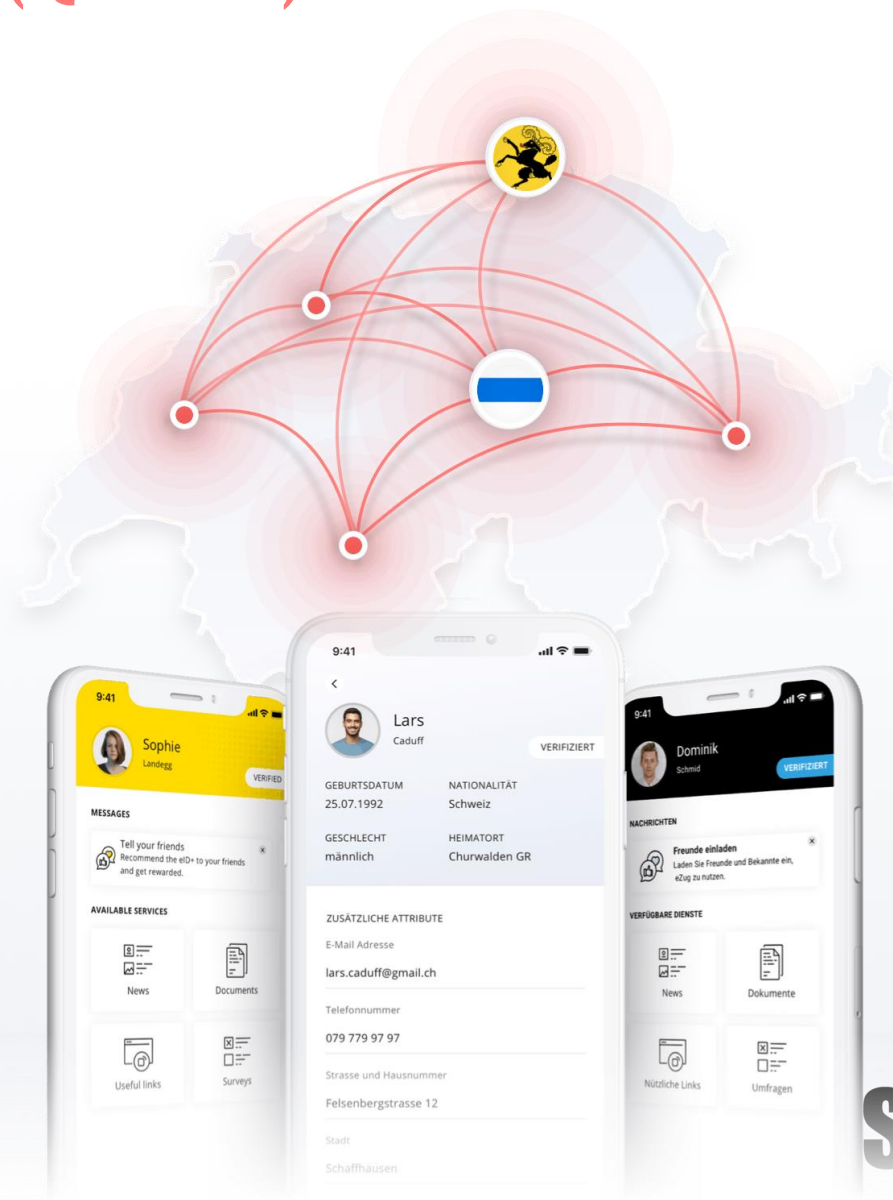 9:41
Sophie
Landegg
VERIFIED
MESSAGES
Tell your friends
Recommend the eID+ to your friends
and get rewarded.
AVAILABLE SERVICES
News
Documents
Useful links
Surveys
9:41
Lars
Caduff
VERIFIZIERT
GEBURTSDATUM
NATIONALITÄT
25.07.1992
Schweiz
GESCHLECHT
HEIMATORT
männlich
Churwalden GR
ZUSÄTZLICHE ATTRIBUTE
E-Mail Adresse
lars.caduff@gmail.ch
Telefonnummer
079 779 97 97
Strasse und Hausnummer
Felsenbergstrasse 12
Stadt
Schaffhausen
9:41
Dominik
Schmid
VERIFIZIERT
NACHRICHTEN
Freunde einladen
Laden Sie Freunde und Bekannte ein,
eZug zu nutzen.
VERFÜGBARE DIENSTE
News
Dokumente
Nützliche Links
Umfragen
S